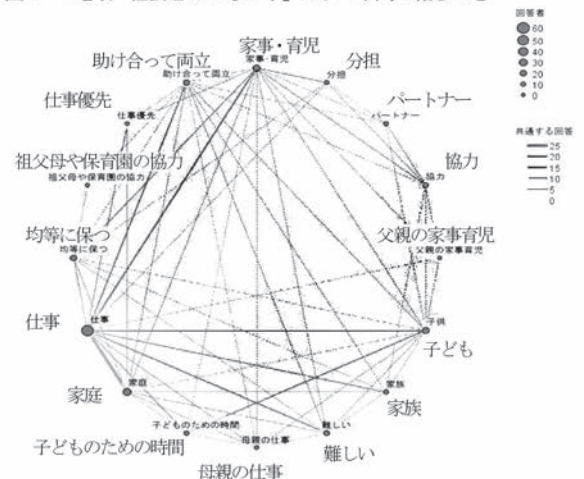 回答者
60
50
40
30
20
10
0
共通する回答
25
20
15
10
5
0
家事・育児
家事・育児
助け合って両立
助け合って両立
分担
分担
仕事優先
仕事優先
パートナー
パートナー
祖父母や保育園の協力
祖父母や保育園の協力
協力
協力
均等に保つ
均等に保つ
父親の家事育児
父親の家事育児
仕事
仕事
子供
子ども
家庭
家庭
家族
家族
子どものための時間
子どものための時間
難しい
難しい
母親の仕事
母親の仕事